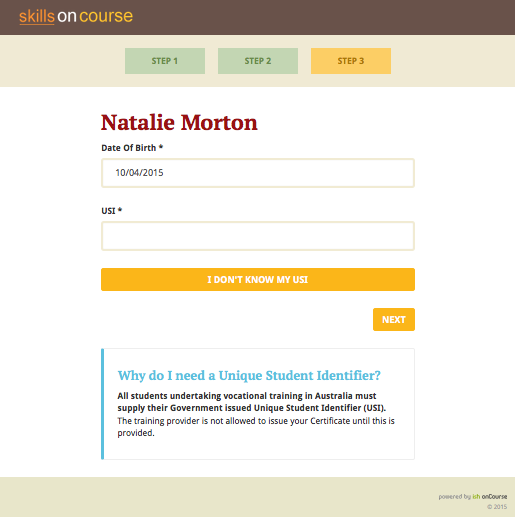 skillsoncourse
STEP 1 STEP 2 STEP 3
Natalie Morton
Date Of Birth *
10/04/2015
USI *
I DON'T KNOW MY USI
NEXT
Why do I need a Unique Student Identifier?
All students undertaking vocational training in Australia must
supply their Government issued Unique Student Identifier (USI).
The training provider is not allowed to issue your Certificate until this is
provided.
powered by ish onCourse
© 2015